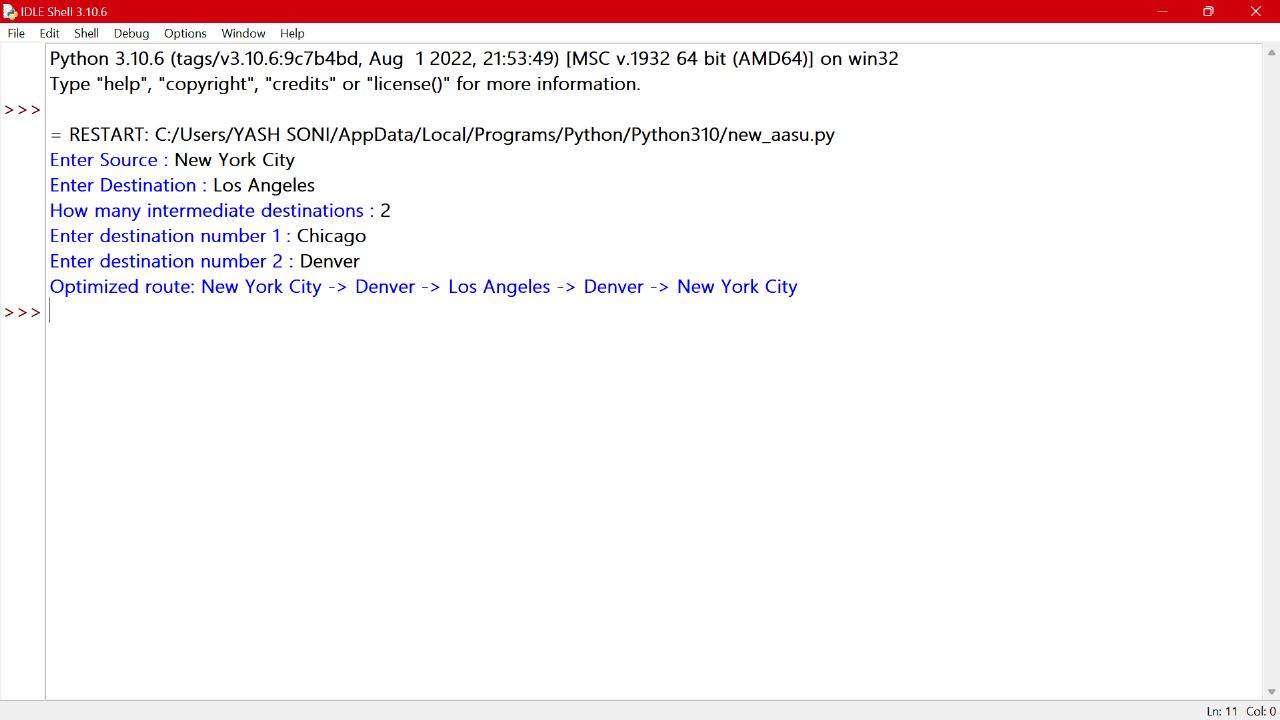 IDLE Shell 3.10.6
File Edit Shell Debug Options Window Help
Python 3.10.6 (tags/v3.10.6:9c7b4bd, Aug  1 2022, 21:53:49) [MSC v.1932 64 bit (AMD64)] on win32
Type "help", "copyright", "credits" or "license()" for more information.
>>>
= RESTART: C:/Users/YASH SONI/AppData/Local/Programs/Python/Python310/new_aasu.py
Enter Source : New York City
Enter Destination : Los Angeles
How many intermediate destinations : 2
Enter destination number 1 : Chicago
Enter destination number 2 : Denver
Optimized route: New York City -> Denver -> Los Angeles -> Denver -> New York City
>>>
Ln: 11 Col: 0